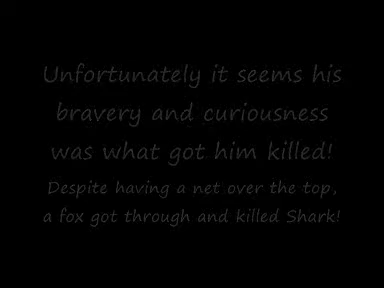 Unfortunately it seems his
bravery and curiousness
was what got him killed!
Despite having a net over the top,
a fox got through and killed Shark!